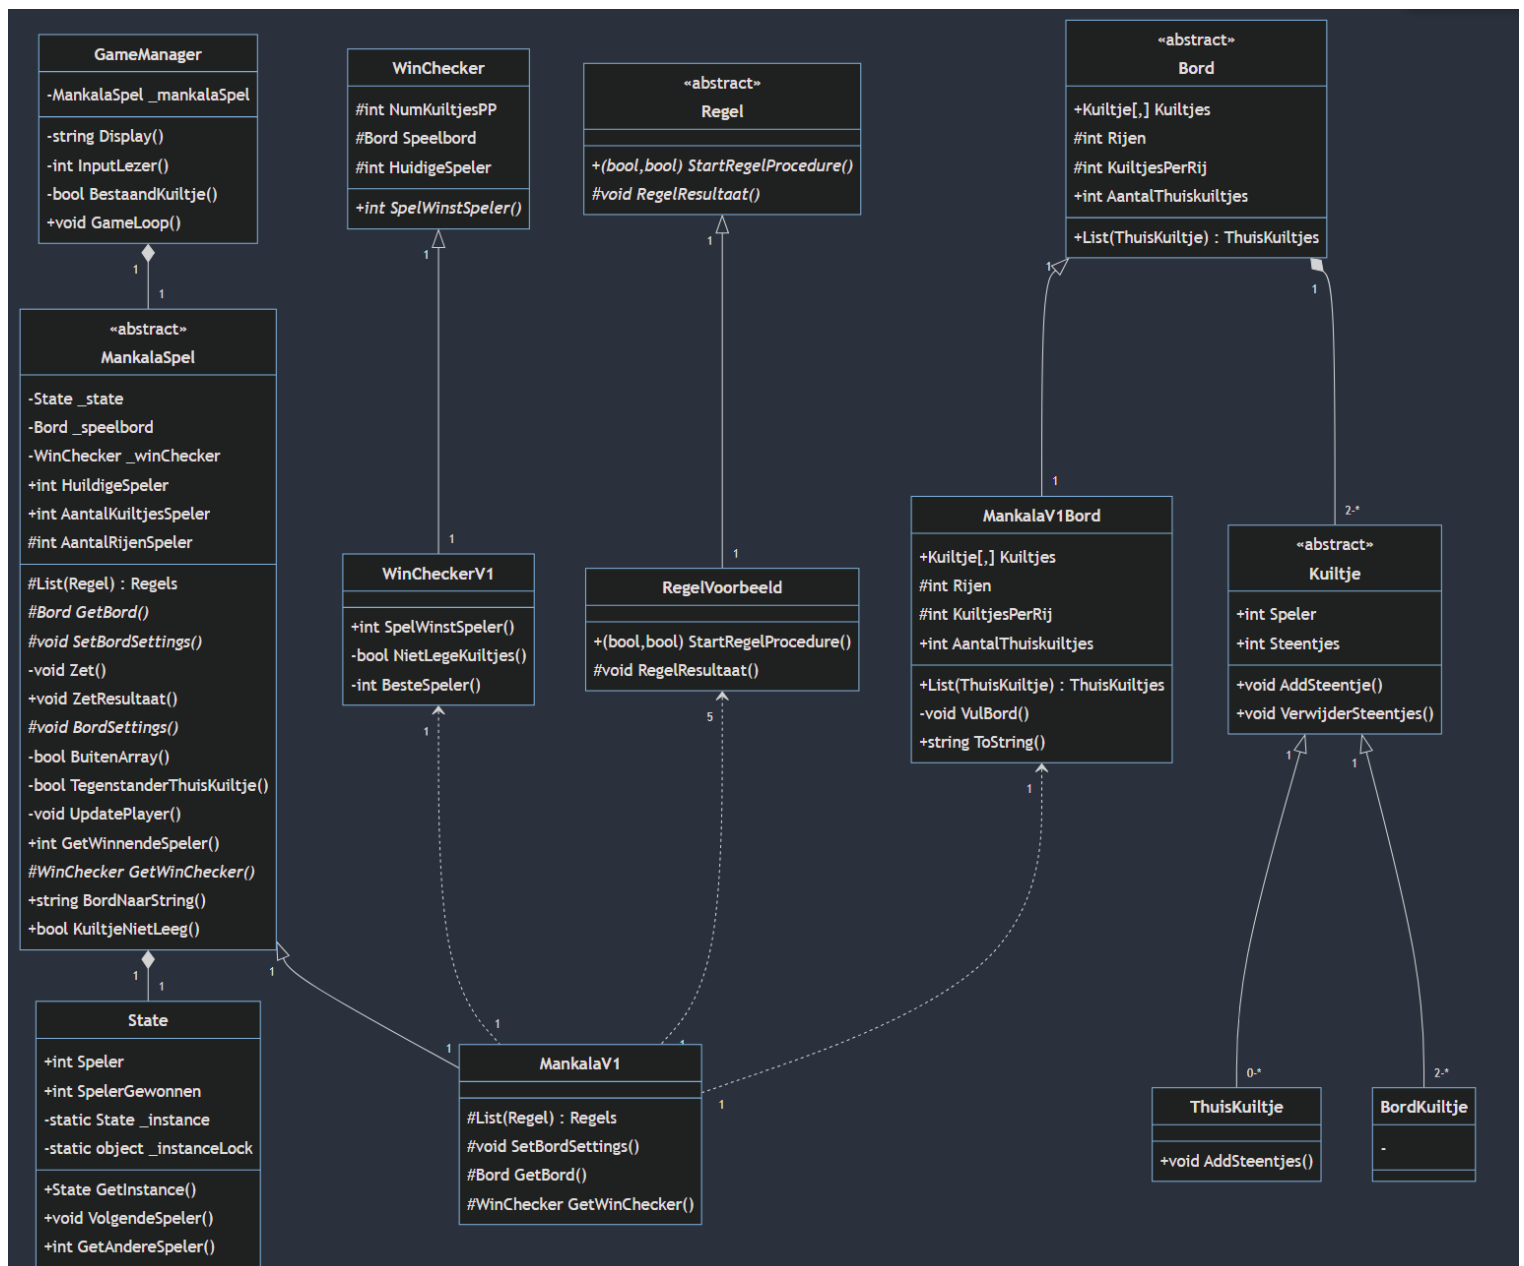 GameManager
-MankalaSpel _mankalaSpel
-string Display()
-int InputLezer()
-bool BestaandKuiltje()
+void GameLoop()
1
1
WinChecker
#int NumKuiltjesPP
#Bord Speelbord
#int HuidigeSpeler
+int SpelWinstSpeler()
1
1
«abstract»
Regel
+(bool,bool) StartRegelProcedure()
#void RegelResultaat()
1
1
«abstract»
Bord
+Kuiltje[,] Kuiltjes
#int Rijen
#int KuiltjesPerRij
+int AantalThuiskuiltjes
+List(ThuisKuiltje) : ThuisKuiltjes
1
1
1
2-*
«abstract»
MankalaSpel
-State _state
-Bord _speelbord
-WinChecker _winChecker
+int HuildigeSpeler
+int AantalKuiltjesSpeler
#int AantalRijenSpeler
#List(Regel) : Regels
#Bord GetBord()
#void SetBordSettings()
-void Zet()
+void ZetResultaat()
#void BordSettings()
-bool BuitenArray()
-bool TegenstanderThuisKuiltje()
-void UpdatePlayer()
+int GetWinnendeSpeler()
#WinChecker GetWinChecker()
+string BordNaarString()
+bool KuiltjeNietLeeg()
1
1
1
1
WinCheckerV1
+int SpelWinstSpeler()
-bool NietLegeKuiltjes()
-int BesteSpeler()
1
1
RegelVoorbeeld
+(bool,bool) StartRegelProcedure()
#void RegelResultaat()
5
1
MankalaV1Bord
+Kuiltje[,] Kuiltjes
#int Rijen
#int KuiltjesPerRij
+int AantalThuiskuiltjes
+List(ThuisKuiltje) : ThuisKuiltjes
-void VulBord()
+string ToString()
1
1
«abstract»
Kuiltje
+int Speler
+int Steentjes
+void AddSteentje()
+void VerwijderSteentjes()
1
1
0-*
2-*
State
+int Speler
+int SpelerGewonnen
-static State _instance
-static object _instanceLock
+State GetInstance()
+void VolgendeSpeler()
+int GetAndereSpeler()
MankalaV1
#List(Regel) : Regels
#void SetBordSettings()
#Bord GetBord()
#WinChecker GetWinChecker()
ThuisKuiltje
+void AddSteentjes()
BordKuiltje
-